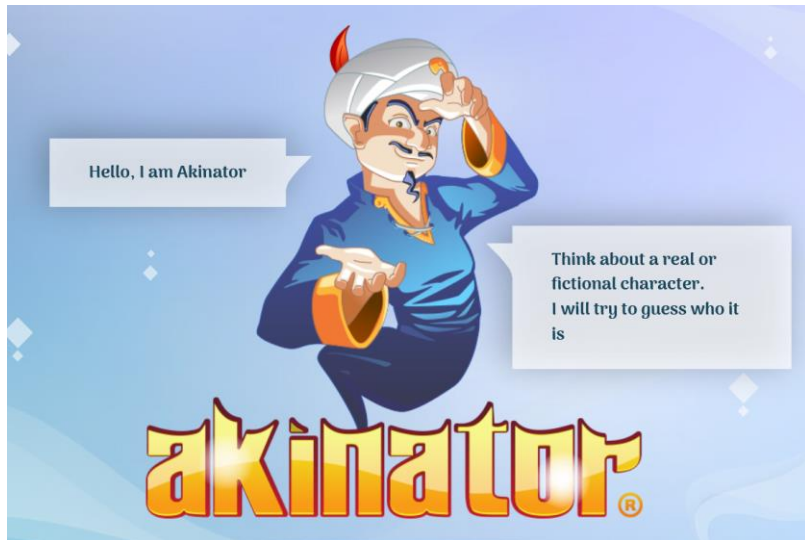 Hello, I am Akinator
Think about a real or
fictional character.
I will try to guess who it
is
akinator®